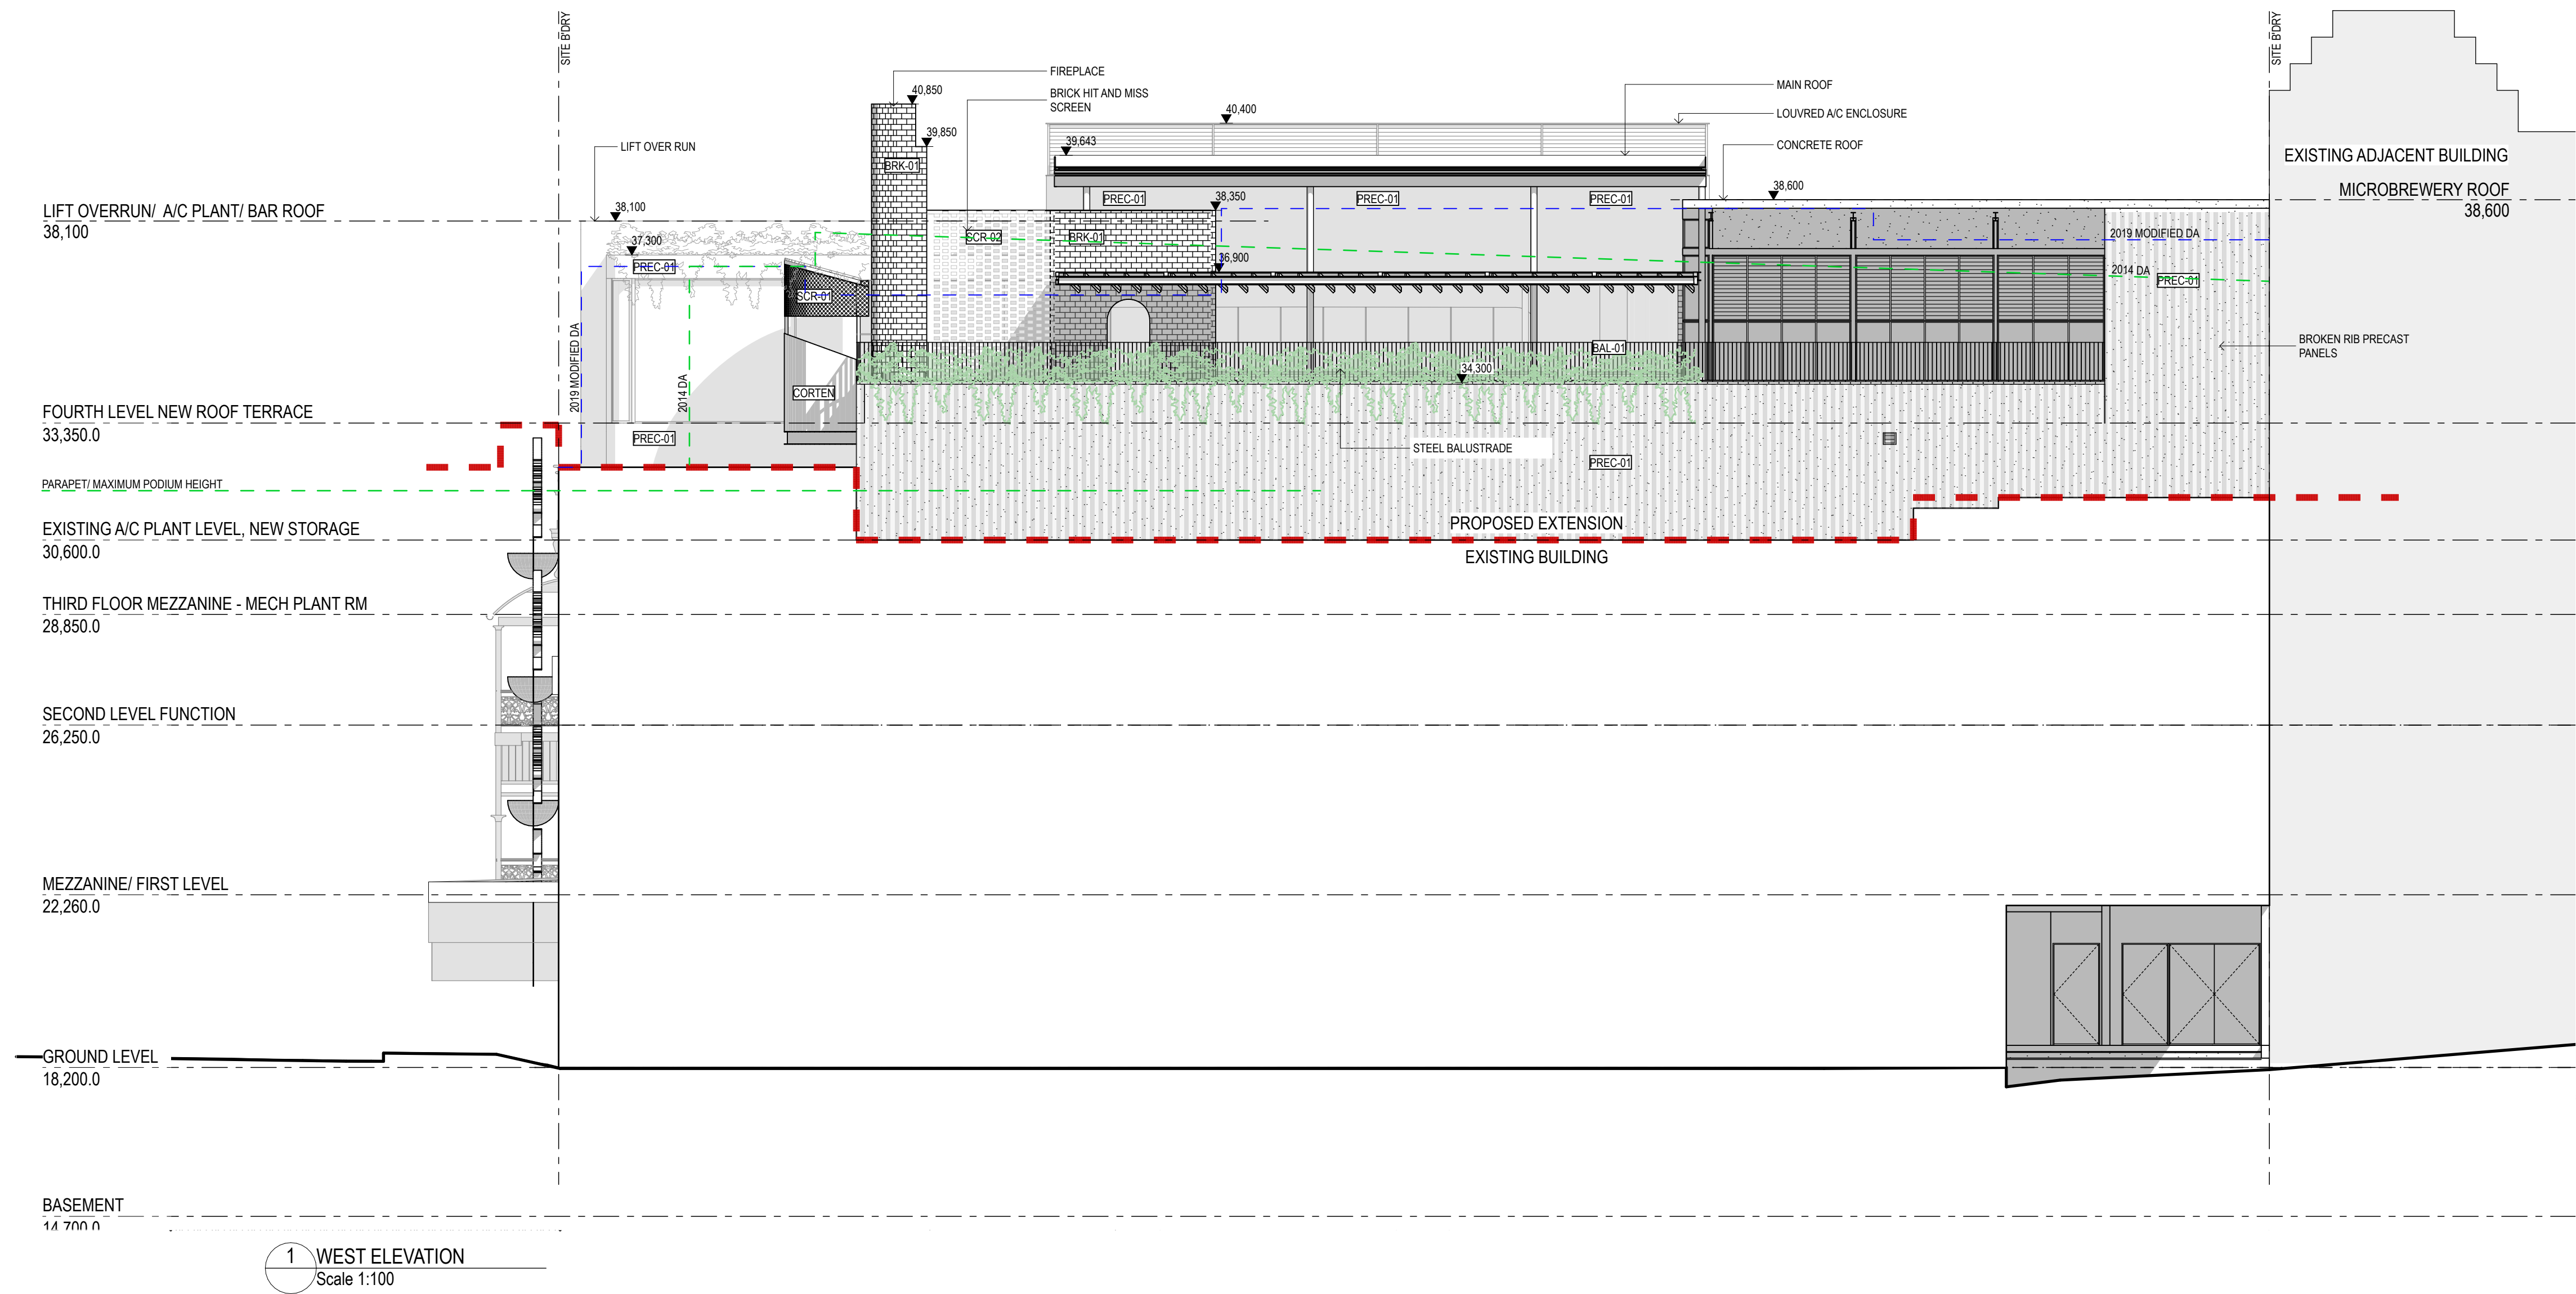 SITE B'DRY
SITE B'DRY
FIREPLACE
BRICK HIT AND MISS
SCREEN
MAIN ROOF
LOUVRED A/C ENCLOSURE
CONCRETE ROOF
LIFT OVER RUN
40,850
39,850
40,400
39,643
BRK-01
EXISTING ADJACENT BUILDING
MICROBREWERY ROOF
38,600
38,600
PREC-01
PREC-01
PREC-01
38,350
LIFT OVERRUN/ A/C PLANT/ BAR ROOF
38,100
38,100
37,300
PREC-01
SCR-02
BRK-01
36,900
2019 MODIFIED DA
2014 DA
PREC-01
SCR-01
2019 MODIFIED DA
2014 DA
BROKEN RIB PRECAST
PANELS
BAL-01
34,300
CORTEN
FOURTH LEVEL NEW ROOF TERRACE
33,350.0
PREC-01
STEEL BALUSTRADE
PREC-01
PARAPET/ MAXIMUM PODIUM HEIGHT
EXISTING A/C PLANT LEVEL, NEW STORAGE
30,600.0
PROPOSED EXTENSION
EXISTING BUILDING
THIRD FLOOR MEZZANINE - MECH PLANT RM
28,850.0
SECOND LEVEL FUNCTION
26,250.0
MEZZANINE/ FIRST LEVEL
22,260.0
GROUND LEVEL
18,200.0
BASEMENT
14,700.0
1
WEST ELEVATION
Scale 1:100